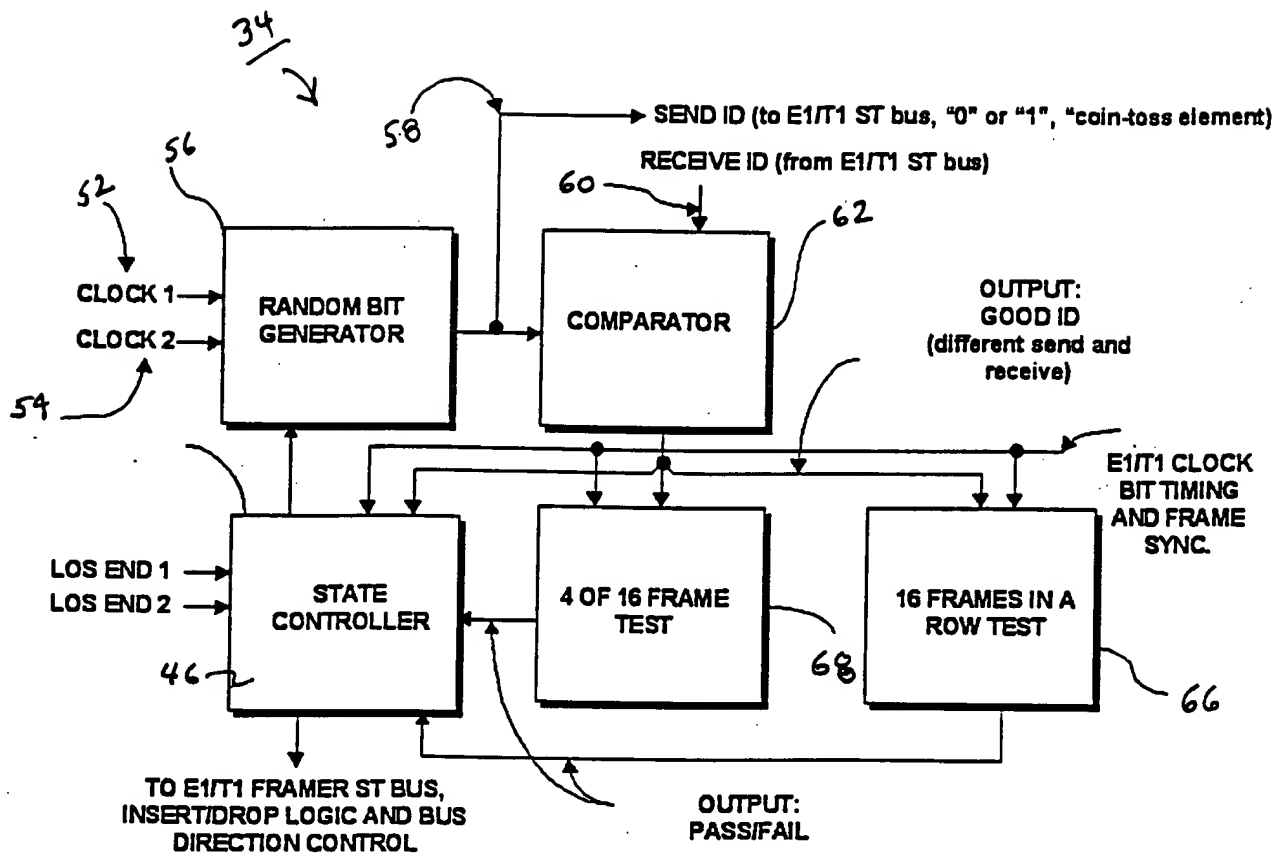 34
58
SEND ID (to E1/T1 ST bus, "0" or "1", "coin-toss element)
RECEIVE ID (from E1/T1 ST bus)
56
52
60
62
CLOCK 1
CLOCK 2
RANDOM BIT
GENERATOR
COMPARATOR
OUTPUT:
GOOD ID
(different send and
receive)
54
E1/T1 CLOCK
BIT TIMING
AND FRAME
SYNC.
LOS END 1
LOS END 2
STATE
CONTROLLER
4 OF 16 FRAME
TEST
16 FRAMES IN A
ROW TEST
46
68
66
TO E1/T1 FRAMER ST BUS,
INSERT/DROP LOGIC AND BUS
DIRECTION CONTROL
OUTPUT:
PASS/FAIL